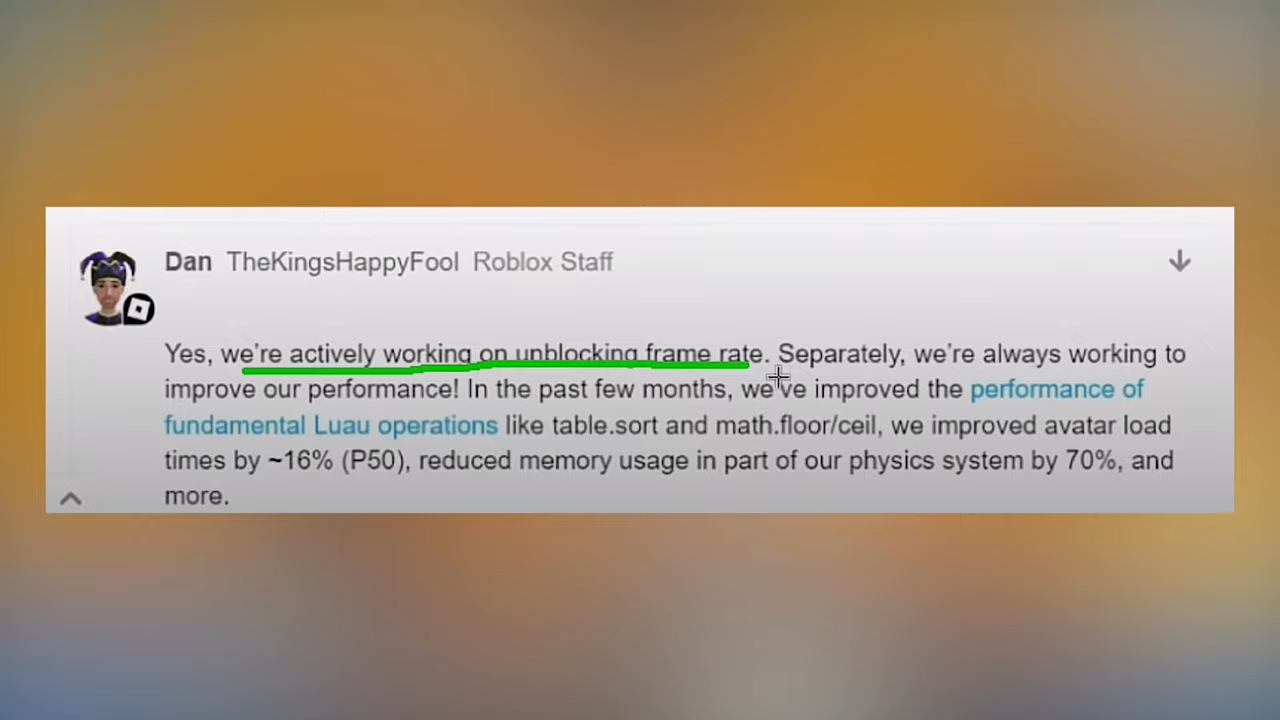 Dan TheKingsHappyFool Roblox Staff
Yes, we're actively working on unblocking frame rate. Separately, we're always working to
improve our performance! In the past few months, we've improved the performance of
fundamental Luau operations like table.sort and math.floor/ceil, we improved avatar load
times by ~16% (P50), reduced memory usage in part of our physics system by 70%, and
more.